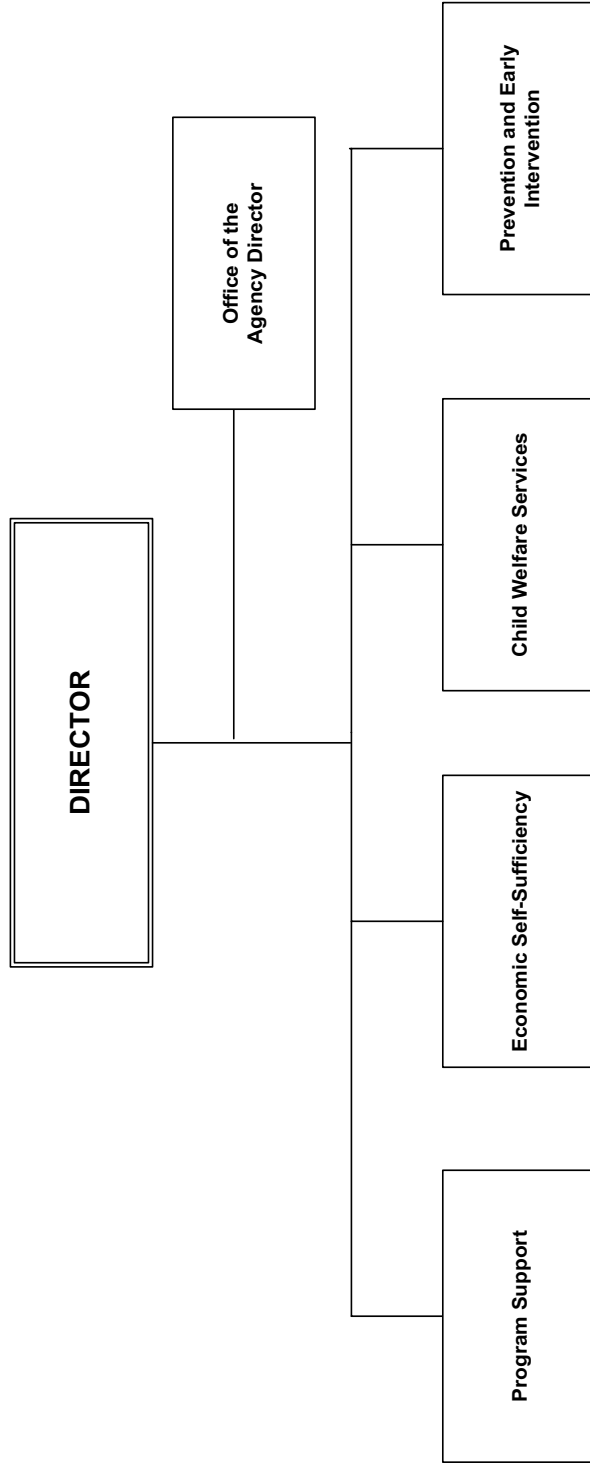 DIRECTOR
Office of the
Agency Director
Program Support
Economic Self-Sufficiency
Child Welfare Services
Prevention and Early
Intervention